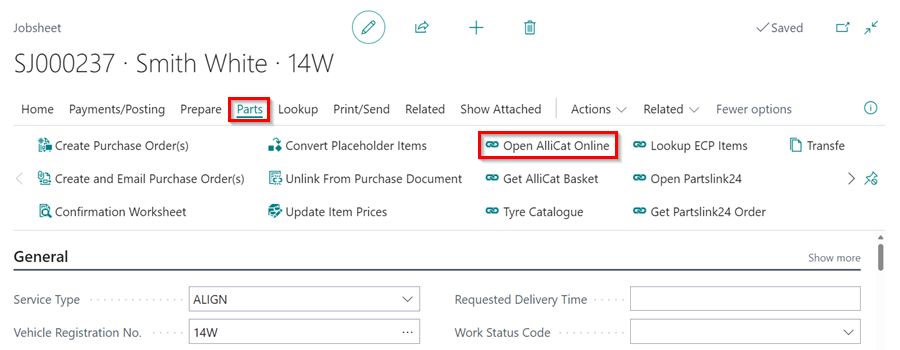 Jobsheet
Saved
SJ000237 · Smith White · 14W
Home Payments/Posting Prepare Parts Lookup Print/Send Related Show Attached Actions Related Fewer options
Create Purchase Order(s) Convert Placeholder Items Open AlliCat Online Lookup ECP Items Transfe
Create and Email Purchase Order(s) Unlink From Purchase Document Get AlliCat Basket Open Partslink24
Confirmation Worksheet Update Item Prices Tyre Catalogue Get Partslink24 Order
General Show more
Service Type ALIGN Requested Delivery Time
Vehicle Registration No. 14W Work Status Code